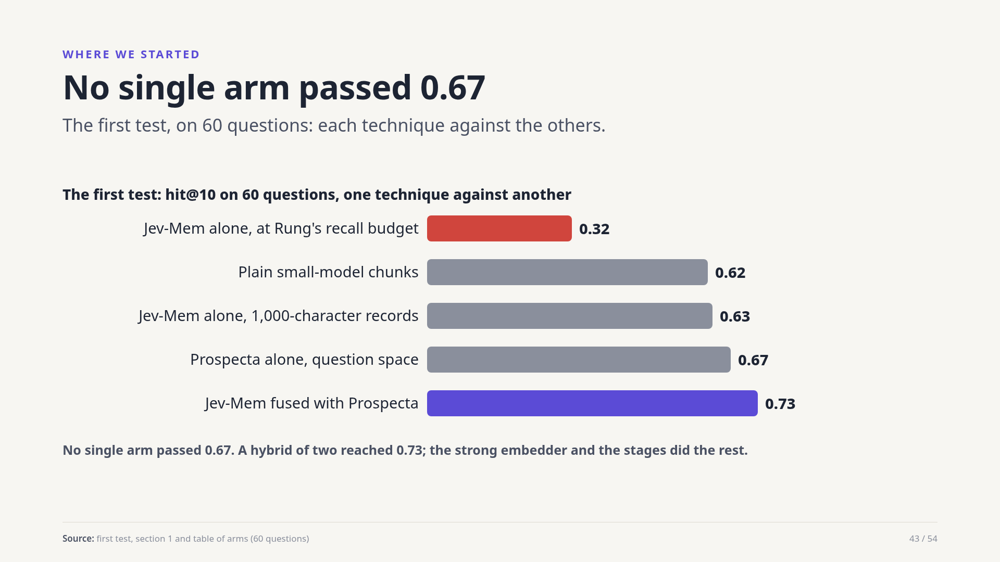 WHERE WE STARTED
No single arm passed 0.67
The first test, on 60 questions: each technique against the others.
The first test: hit@10 on 60 questions, one technique against another
Jev-Mem alone, at Rung's recall budget 0.32
Plain small-model chunks 0.62
Jev-Mem alone, 1,000-character records 0.63
Prospecta alone, question space 0.67
Jev-Mem fused with Prospecta 0.73
No single arm passed 0.67. A hybrid of two reached 0.73; the strong embedder and the stages did the rest.
Source: first test, section 1 and table of arms (60 questions)
43 / 54